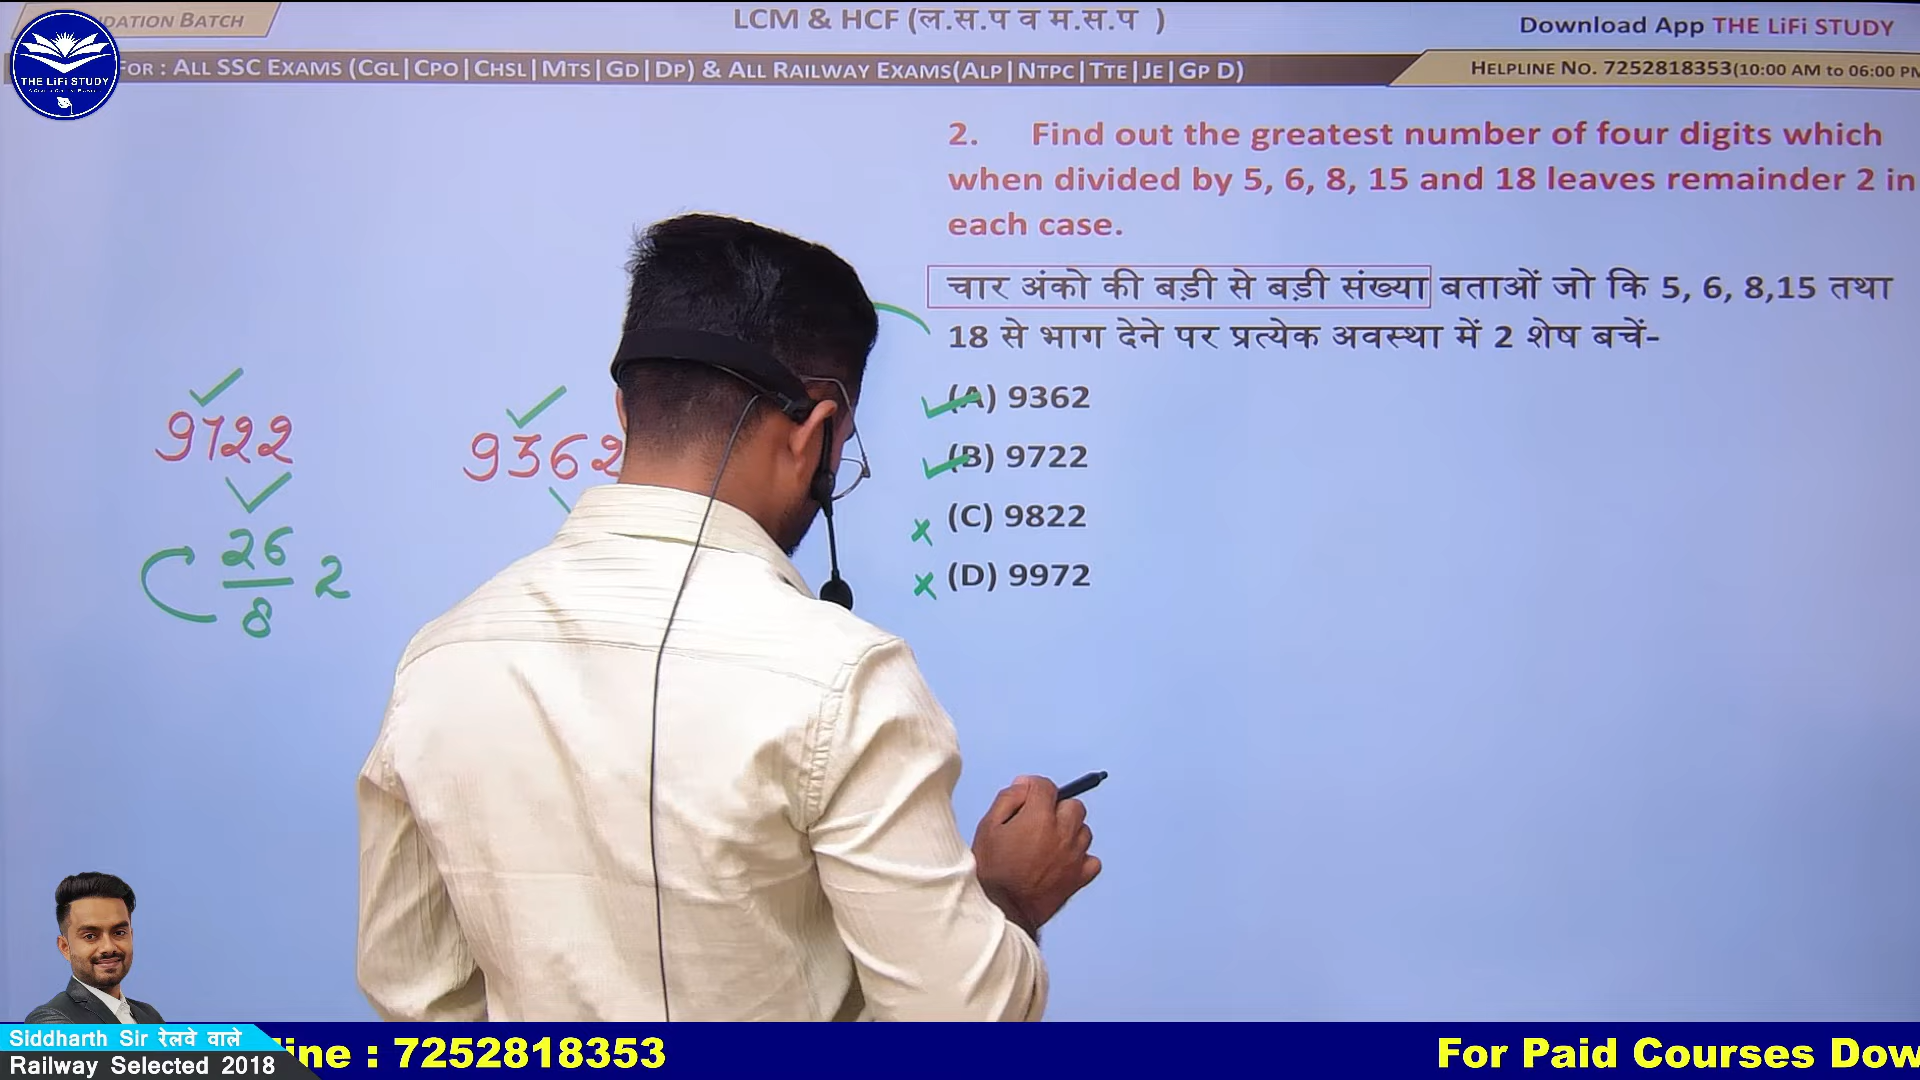 DATION BATCH
LCM & HCF (ल.स.प व म.स.प )
Download App THE LiFi STUDY
THE LiFi STUDY
FOR : ALL SSC EXAMS (CGL|CPO|CHSL|MTS|GD|DP) & ALL RAILWAY EXAMS(ALP|NTPC|TTE|JE|GP D)
HELPLINE NO. 7252818353(10:00 AM TO 06:00 PM
2. Find out the greatest number of four digits which
when divided by 5, 6, 8, 15 and 18 leaves remainder 2 in
each case.
चार अंको की बड़ी से बड़ी संख्या बताओं जो कि 5, 6, 8,15 तथा
18 से भाग देने पर प्रत्येक अवस्था में 2 शेष बचें-
(A) 9362
(B) 9722
(C) 9822
(D) 9972
9722
26
8
2
9362
Siddharth Sir रेलवे वाले
Railway Selected 2018
ine : 7252818353
For Paid Courses Dow